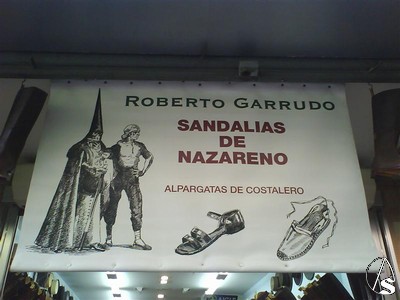 ROBERTO GARRUDO
SANDALIAS
DE
NAZARENO
ALPARGATAS DE COSTALERO